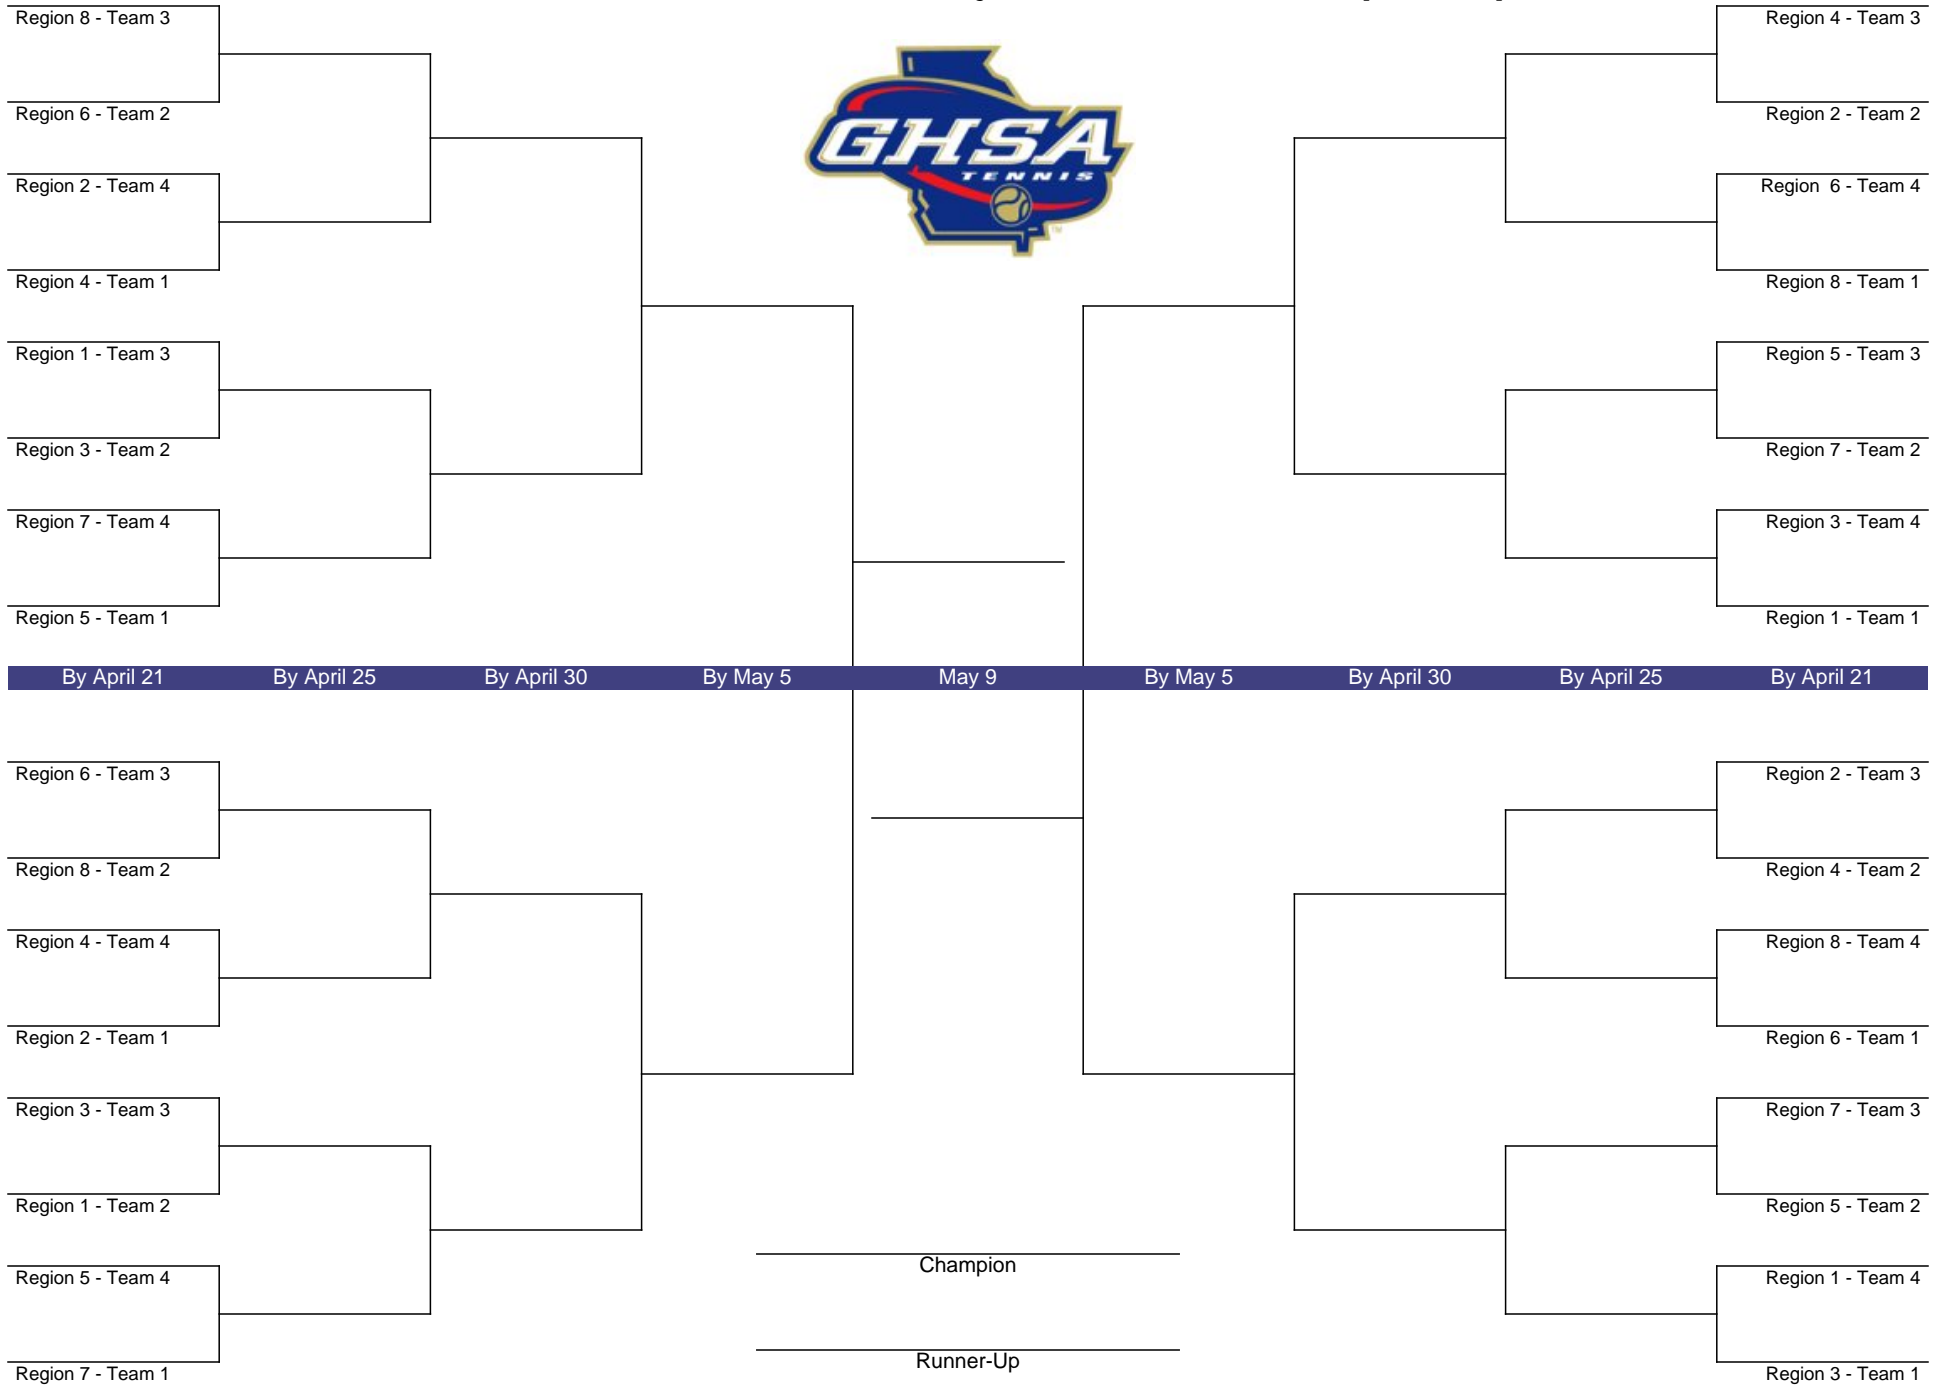 Region 8 - Team 3
Region 6 - Team 2
Region 2 - Team 4
Region 4 - Team 1
Region 1 - Team 3
Region 3 - Team 2
Region 7 - Team 4
Region 5 - Team 1
GHSA
TENNIS
TM
Region 4 - Team 3
Region 2 - Team 2
Region 6 - Team 4
Region 8 - Team 1
Region 5 - Team 3
Region 7 - Team 2
Region 3 - Team 4
Region 1 - Team 1
By April 21 By April 25 By April 30 By May 5 May 9 By May 5 By April 30 By April 25 By April 21
Region 6 - Team 3
Region 8 - Team 2
Region 4 - Team 4
Region 2 - Team 1
Region 3 - Team 3
Region 1 - Team 2
Region 5 - Team 4
Region 7 - Team 1
Champion
Runner-Up
Region 2 - Team 3
Region 4 - Team 2
Region 8 - Team 4
Region 6 - Team 1
Region 7 - Team 3
Region 5 - Team 2
Region 1 - Team 4
Region 3 - Team 1